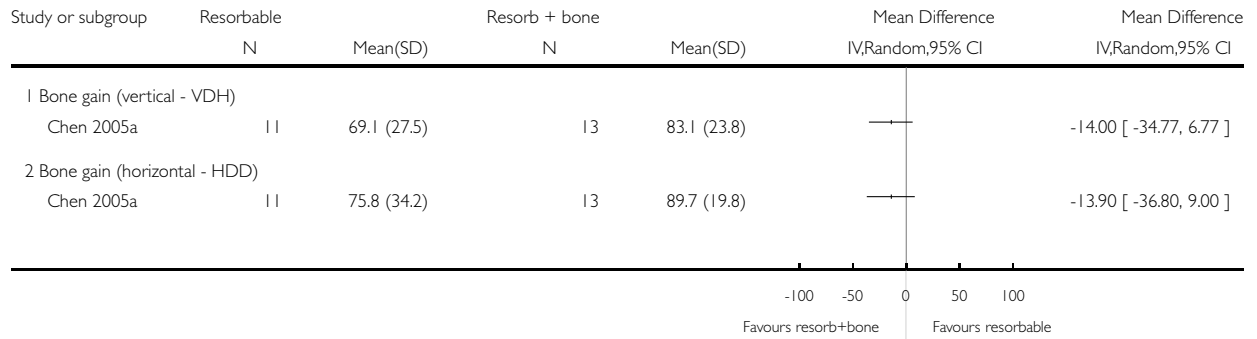 Study or subgroup Resorbable Resorb + bone Mean Difference Mean Difference
N Mean(SD) N Mean(SD) IV,Random,95% CI IV,Random,95% CI
1 Bone gain (vertical - VDH)
Chen 2005a 11 69.1 (27.5) 13 83.1 (23.8) -14.00 [ -34.77, 6.77 ]
2 Bone gain (horizontal - HDD)
Chen 2005a 11 75.8 (34.2) 13 89.7 (19.8) -13.90 [ -36.80, 9.00 ]
-100 -50 0 50 100
Favours resorb+bone Favours resorbable